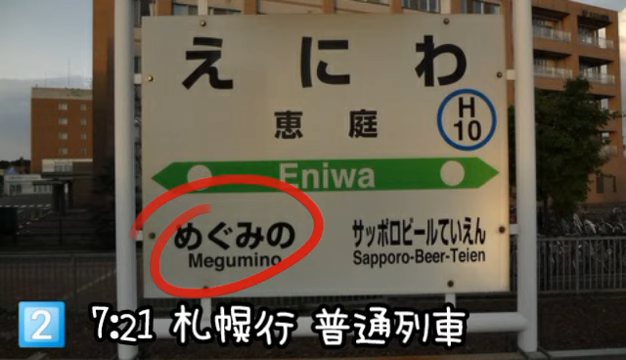 えにわ
恵庭
H
10
Eniwa
めぐみの サッポロビールていえん
Megumino Sapporo-Beer-Teien
2 7:21 札幌行 普通列車